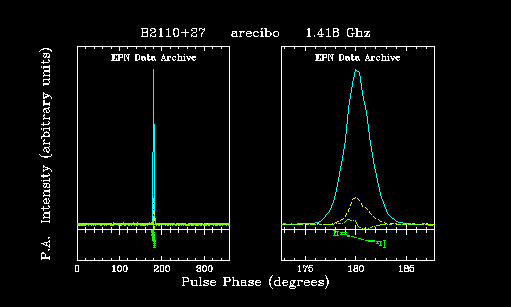 B2110+27 arecibo 1.418 Ghz
EPN Data Archive EPN Data Archive
P.A. Intensity (arbitrary units)
0 100 200 300 175 180 185
Pulse Phase (degrees)